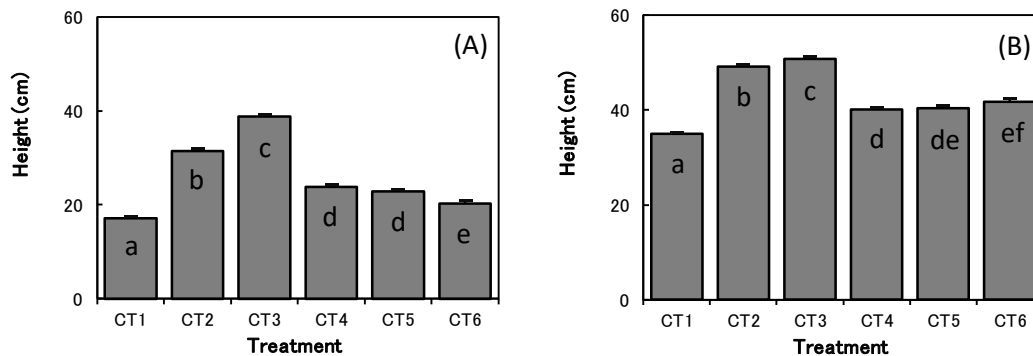 (A)
Height (cm)
60
40
20
0
a
b
c
d
d
e
CT1 CT2 CT3 CT4 CT5 CT6
Treatment
(B)
Height (cm)
60
40
20
0
a
b
c
d
de
ef
CT1 CT2 CT3 CT4 CT5 CT6
Treatment